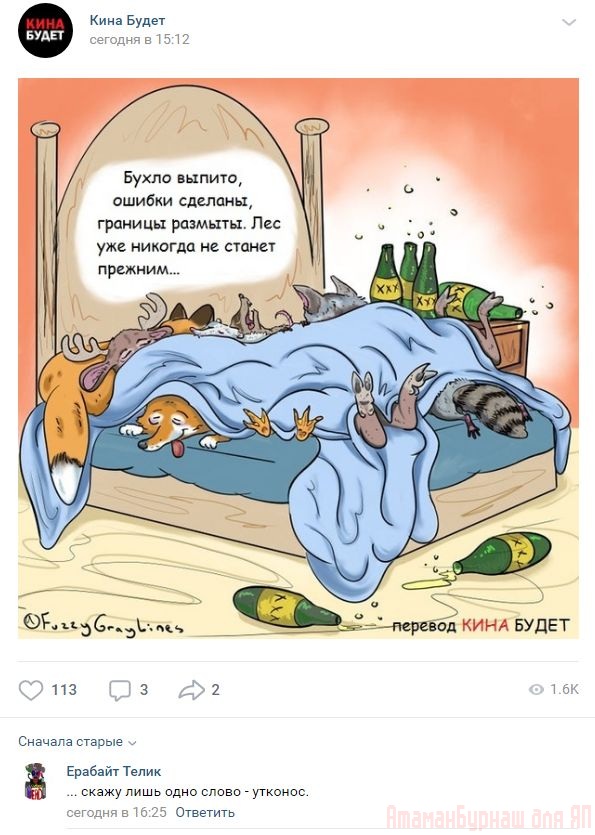 КИНА
БУДЕТ
Кина Будет
сегодня в 15:12
Бухло выпито,
ошибки сделаны,
границы размыты. Лес
уже никогда не станет
прежним...
XXX
XXX
XX
XXX
XXX
©FuzzyGrayLines
перевод КИНА БУДЕТ
113
3
2
1.6K
Сначала старые
Ерабайт Телик
... скажу лишь одно слово - утконос.
сегодня в 16:25 Ответить
АтаманБурнаш для ЯП